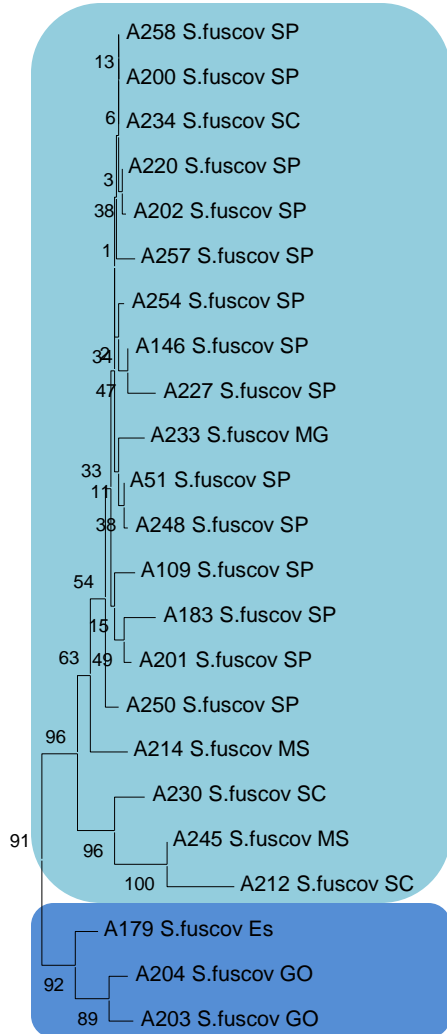 A258 S.fuscov SP
13
A200 S.fuscov SP
6
A234 S.fuscov SC
A220 S.fuscov SP
3
38
A202 S.fuscov SP
1
A257 S.fuscov SP
A254 S.fuscov SP
2
34
A146 S.fuscov SP
47
A227 S.fuscov SP
A233 S.fuscov MG
33
A51 S.fuscov SP
11
38
A248 S.fuscov SP
A109 S.fuscov SP
54
15
A183 S.fuscov SP
63
49
A201 S.fuscov SP
A250 S.fuscov SP
96
A214 S.fuscov MS
A230 S.fuscov SC
91
96
A245 S.fuscov MS
100
A212 S.fuscov SC
A179 S.fuscov Es
92
A204 S.fuscov GO
89
A203 S.fuscov GO